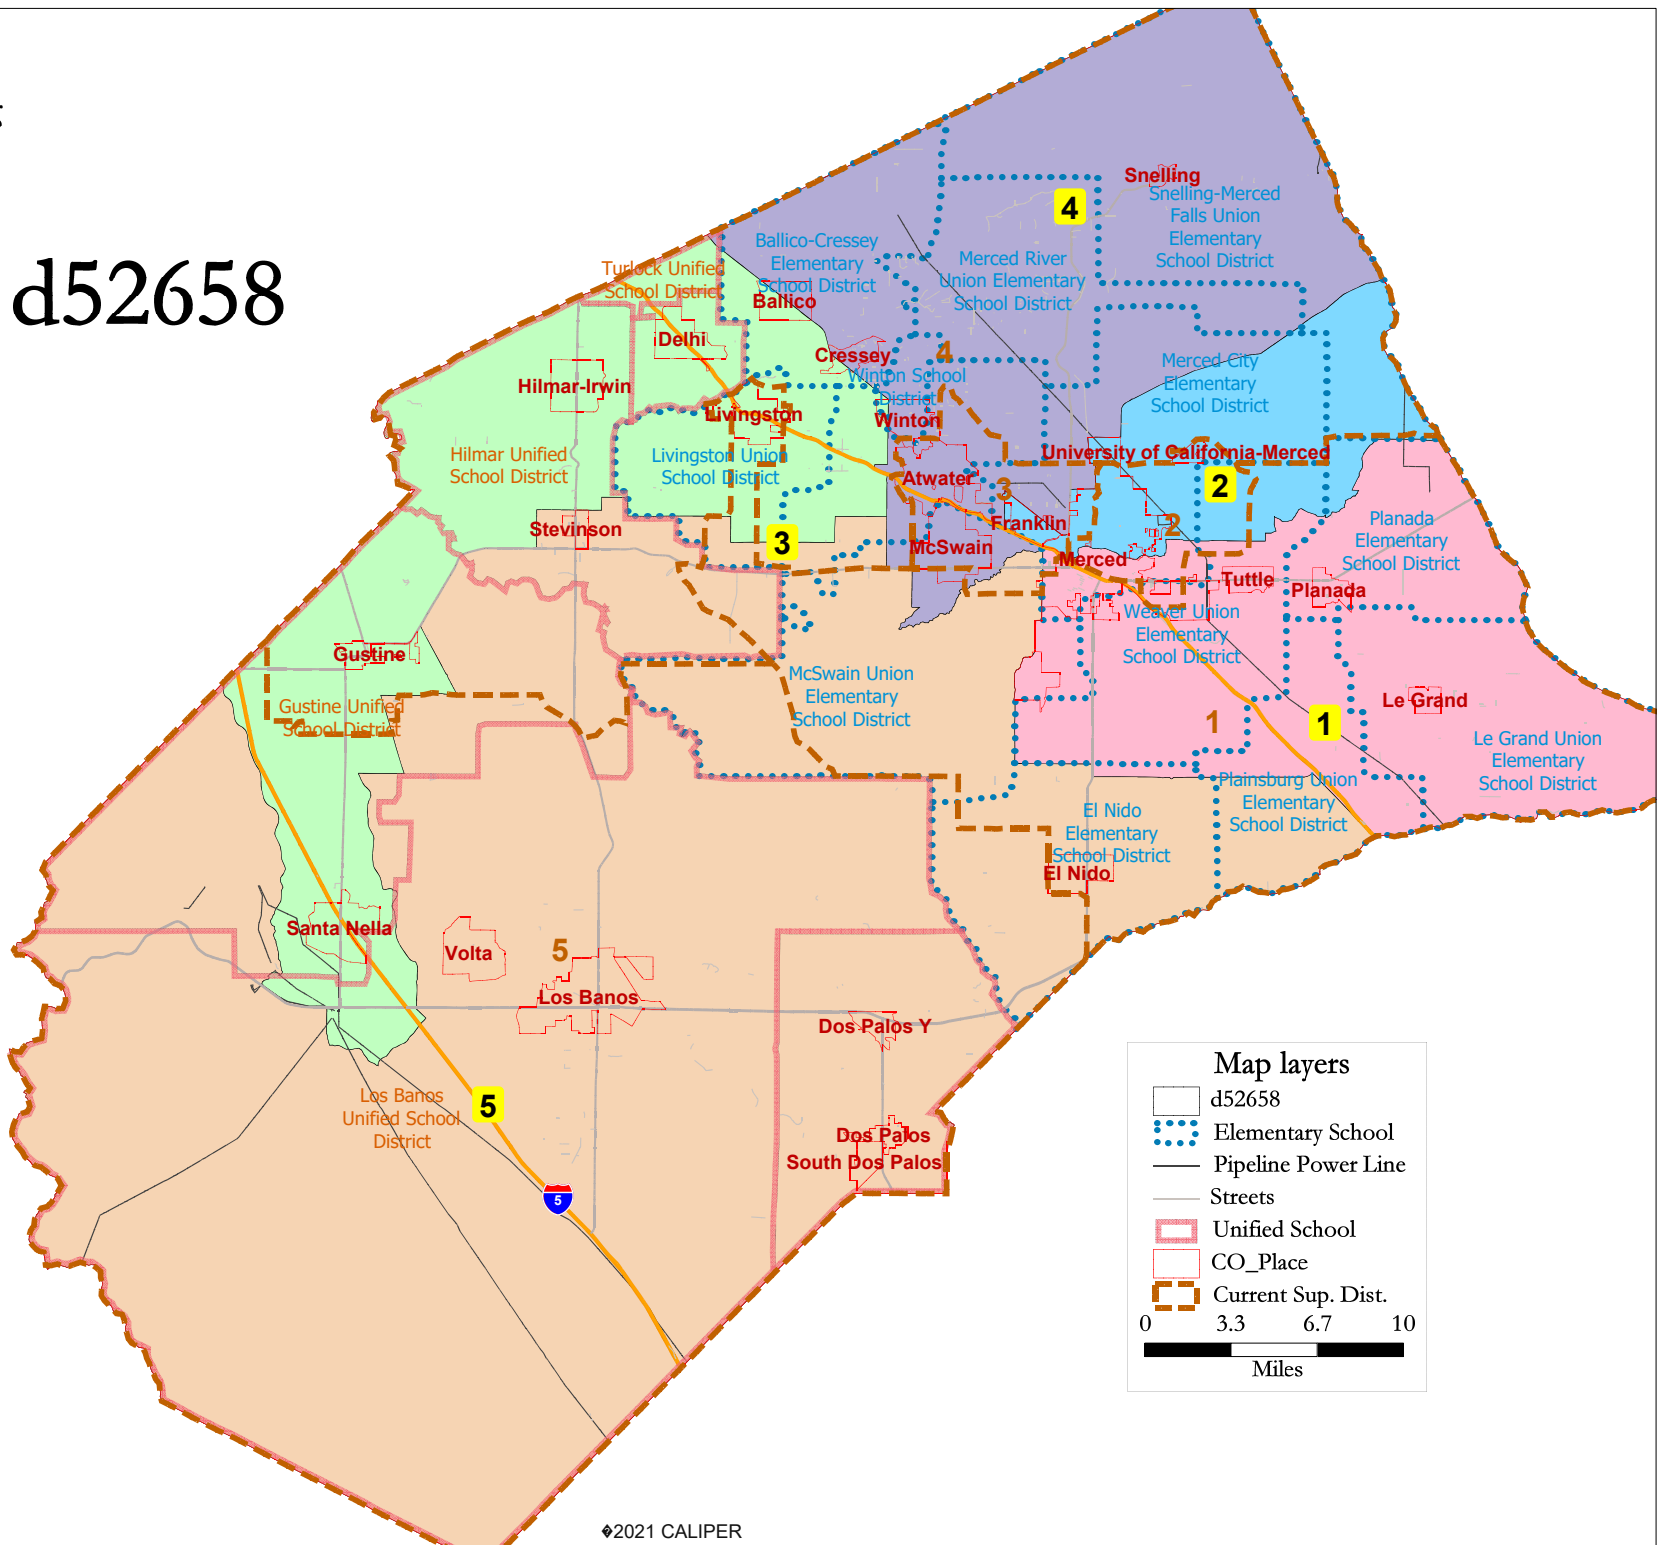 d52658
Snelling
4
Snelling-Merced
Falls Union
Elementary
School District
Ballico-Cressey
Elementary
School District
Merced River
Union Elementary
School District
Turlock Unified
School District
Ballico
Delhi
Cressey
4
Merced City
Elementary
School District
Winton School
District
Hilmar-Irwin
Livingston
Winton
Hilmar Unified
School District
Livingston Union
School District
University of California-Merced
Atwater
3
2
Stevinson
Franklin
2
Planada
Elementary
School District
3
McSwain
Merced
Tuttle
Planada
Weaver Union
Elementary
School District
Gustine
McSwain Union
Elementary
School District
Le Grand
Gustine Unified
School District
1
1
Le Grand Union
Elementary
School District
Plainsburg Union
Elementary
School District
El Nido
Elementary
School District
El Nido
Santa Nella
Volta
5
Los Banos
Dos Palos Y
Los Banos
Unified School
District
5
Dos Palos
South Dos Palos
5
Map layers
d52658
Elementary School
Pipeline Power Line
Streets
Unified School
CO_Place
Current Sup. Dist.
0 3.3 6.7 10
Miles
�2021 CALIPER